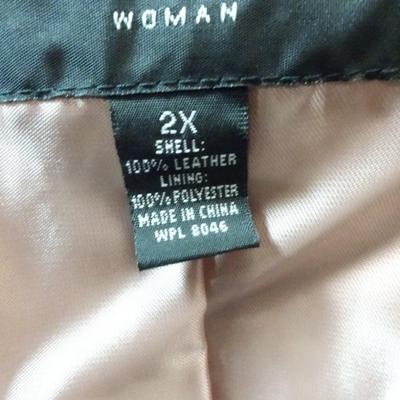 WOMAN
2X
SHELL:
100% LEATHER
LINING:
100% POLYESTER
MADE IN CHINA
WPL 8046